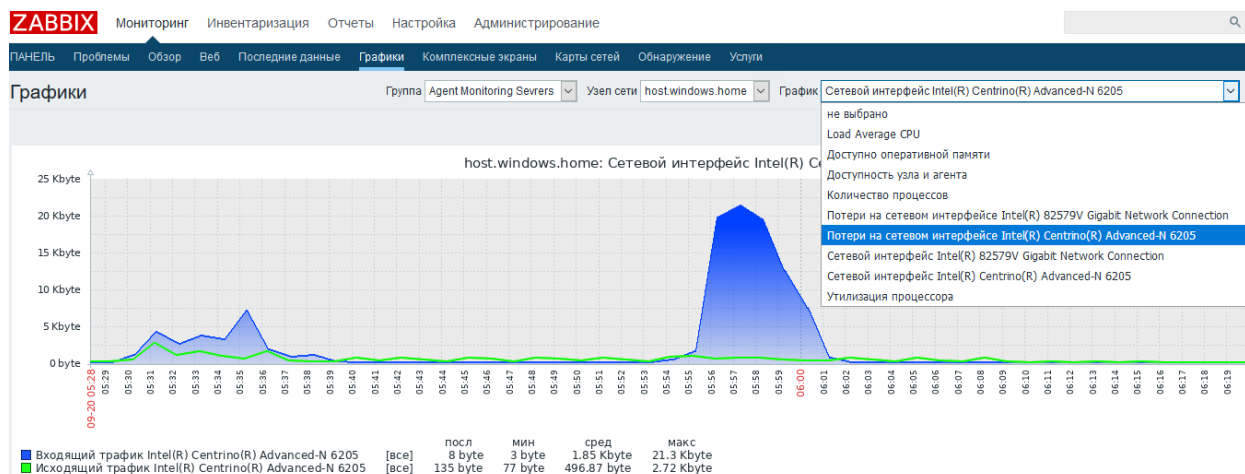 ZABBIX Мониторинг Инвентаризация Отчеты Настройка Администрирование
ПАНЕЛЬ Проблемы Обзор Веб Последние данные Графики Комплексные экраны Карты сетей Обнаружение Услуги
Графики Группа Agent Monitoring Sevrers Узел сети host.windows.home График Сетевой интерфейс Intel(R) Centrino(R) Advanced-N 6205
не выбрано
Load Average CPU
Доступно оперативной памяти
Доступность узла и агента
Количество процессов
Потери на сетевом интерфейсе Intel(R) 82579V Gigabit Network Connection
Потери на сетевом интерфейсе Intel(R) Centrino(R) Advanced-N 6205
Сетевой интерфейс Intel(R) 82579V Gigabit Network Connection
Сетевой интерфейс Intel(R) Centrino(R) Advanced-N 6205
Утилизация процессора
host.windows.home: Сетевой интерфейс Intel(R) Ce
25 Kbyte
20 Kbyte
15 Kbyte
10 Kbyte
5 Kbyte
0 byte
09-20 05:28 05:29 05:30 05:31 05:32 05:33 05:34 05:35 05:36 05:37 05:38 05:39 05:40 05:41 05:42 05:43 05:44 05:45 05:46 05:47 05:48 05:49 05:50 05:51 05:52 05:53 05:54 05:55 05:56 05:57 05:58 05:59 06:00 06:01 06:02 06:03 06:04 06:05 06:06 06:07 06:08 06:09 06:10 06:11 06:12 06:13 06:14 06:15 06:16 06:17 06:18 06:19
посл мин сред макс
Входящий трафик Intel(R) Centrino(R) Advanced-N 6205 [все] 8 byte 3 byte 1.85 Kbyte 21.3 Kbyte
Исходящий трафик Intel(R) Centrino(R) Advanced-N 6205 [все] 135 byte 77 byte 496.87 byte 2.72 Kbyte